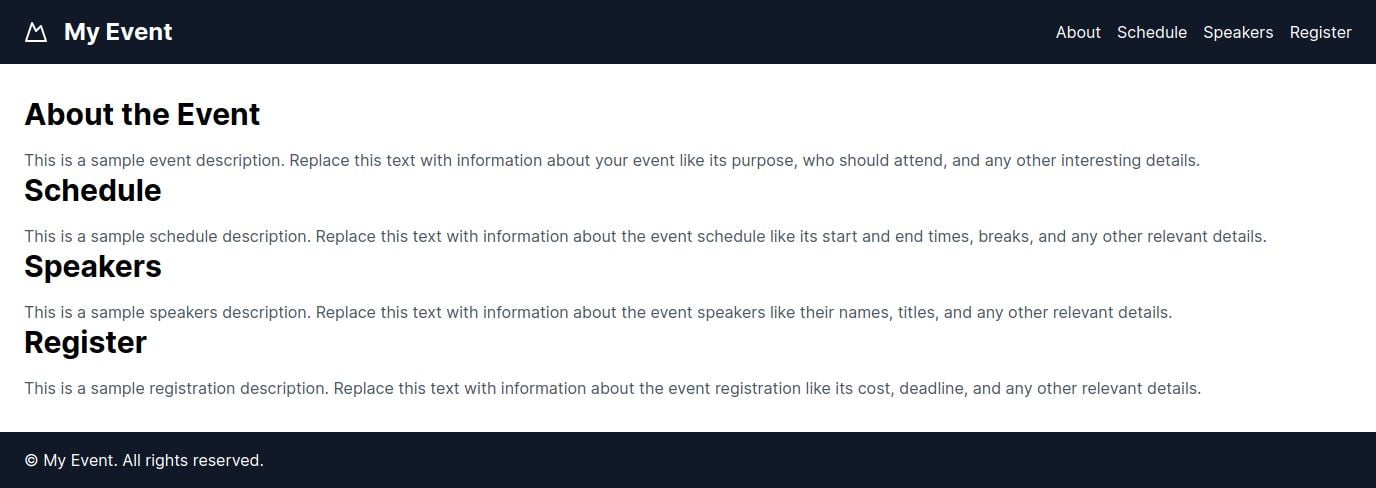 My Event
About Schedule Speakers Register
About the Event
This is a sample event description. Replace this text with information about your event like its purpose, who should attend, and any other interesting details.
Schedule
This is a sample schedule description. Replace this text with information about the event schedule like its start and end times, breaks, and any other relevant details.
Speakers
This is a sample speakers description. Replace this text with information about the event speakers like their names, titles, and any other relevant details.
Register
This is a sample registration description. Replace this text with information about the event registration like its cost, deadline, and any other relevant details.
© My Event. All rights reserved.